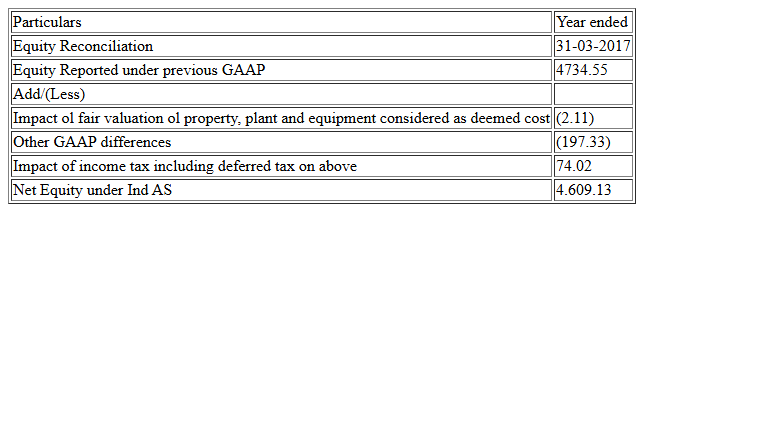 Particulars Year ended
Equity Reconciliation 31-03-2017
Equity Reported under previous GAAP 4734.55
Add/(Less)
Impact ol fair valuation ol property, plant and equipment considered as deemed cost (2.11)
Other GAAP differences (197.33)
Impact of income tax including deferred tax on above 74.02
Net Equity under Ind AS 4.609.13